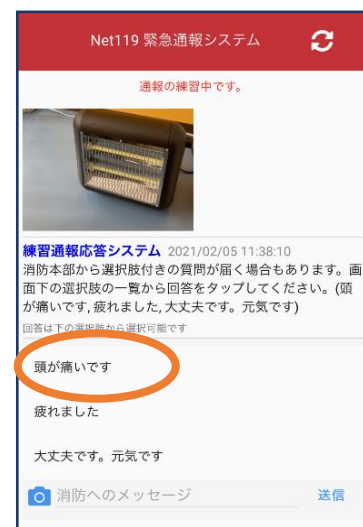 Net119 緊急通報システム
通報の練習中です。
練習通報応答システム 2021/02/05 11:38:10
消防本部から選択肢付きの質問が届く場合もあります。画
面下の選択肢の一覧から回答をタップしてください。(頭
が痛いです, 疲れました, 大丈夫です。元気です)
回答は下の選択肢から選択可能です
頭が痛いです
疲れました
大丈夫です。元気です
消防へのメッセージ 送信